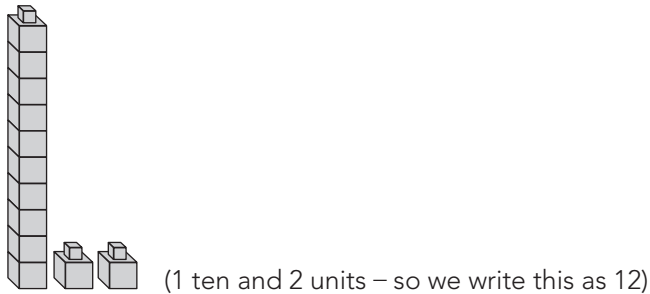 (1 ten and 2 units – so we write this as 12)